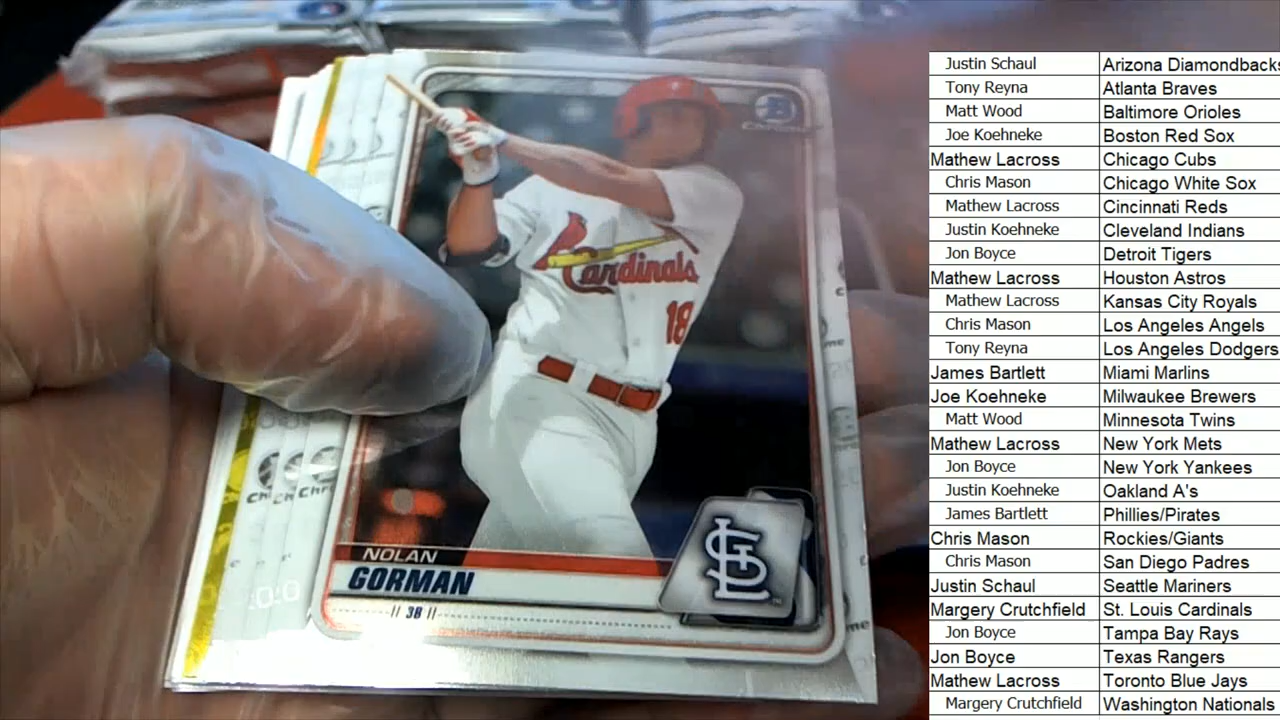 Chrome
Cardinals
18
NOLAN
GORMAN
3B
STL
Justin Schaul Arizona Diamondbacks
Tony Reyna Atlanta Braves
Matt Wood Baltimore Orioles
Joe Koehneke Boston Red Sox
Mathew Lacross Chicago Cubs
Chris Mason Chicago White Sox
Mathew Lacross Cincinnati Reds
Justin Koehneke Cleveland Indians
Jon Boyce Detroit Tigers
Mathew Lacross Houston Astros
Mathew Lacross Kansas City Royals
Chris Mason Los Angeles Angels
Tony Reyna Los Angeles Dodgers
James Bartlett Miami Marlins
Joe Koehneke Milwaukee Brewers
Matt Wood Minnesota Twins
Mathew Lacross New York Mets
Jon Boyce New York Yankees
Justin Koehneke Oakland A's
James Bartlett Phillies/Pirates
Chris Mason Rockies/Giants
Chris Mason San Diego Padres
Justin Schaul Seattle Mariners
Margery Crutchfield St. Louis Cardinals
Jon Boyce Tampa Bay Rays
Jon Boyce Texas Rangers
Mathew Lacross Toronto Blue Jays
Margery Crutchfield Washington Nationals